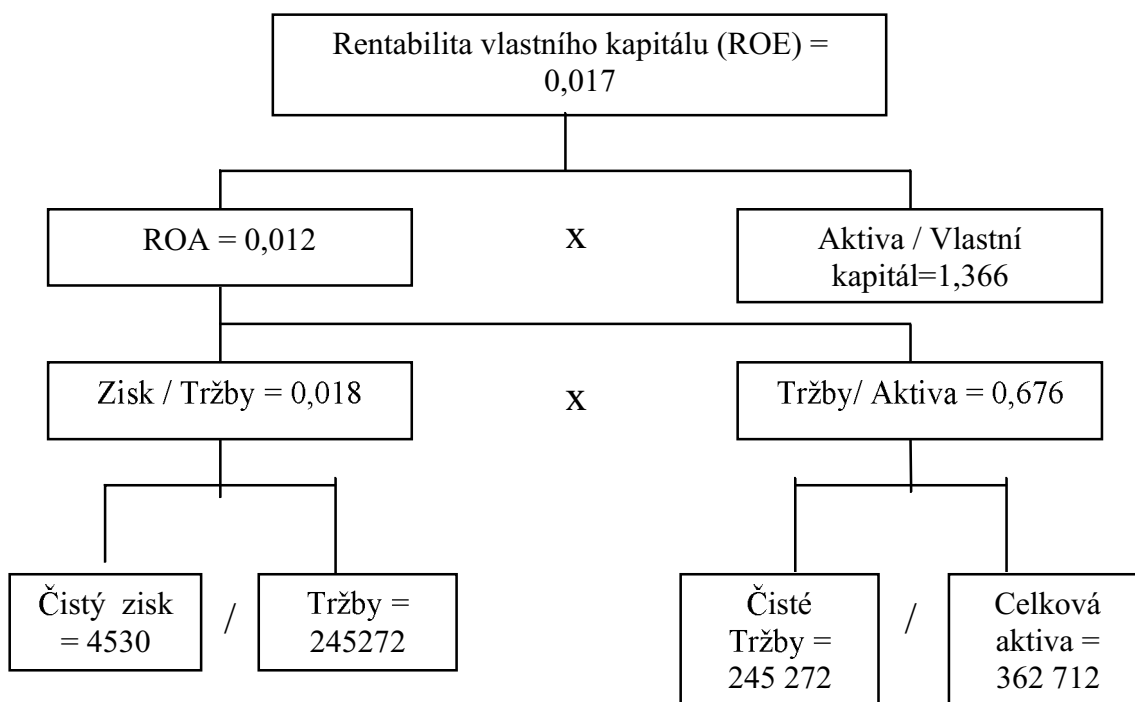 Rentabilita vlastního kapitálu (ROE) =
0,017
ROA = 0,012
x
Aktiva / Vlastní
kapitál=1,366
Zisk / Tržby = 0,018
x
Tržby/ Aktiva = 0,676
Čistý zisk
= 4530
/
Tržby =
245272
Čisté
Tržby =
245 272
/
Celková
aktiva =
362 712